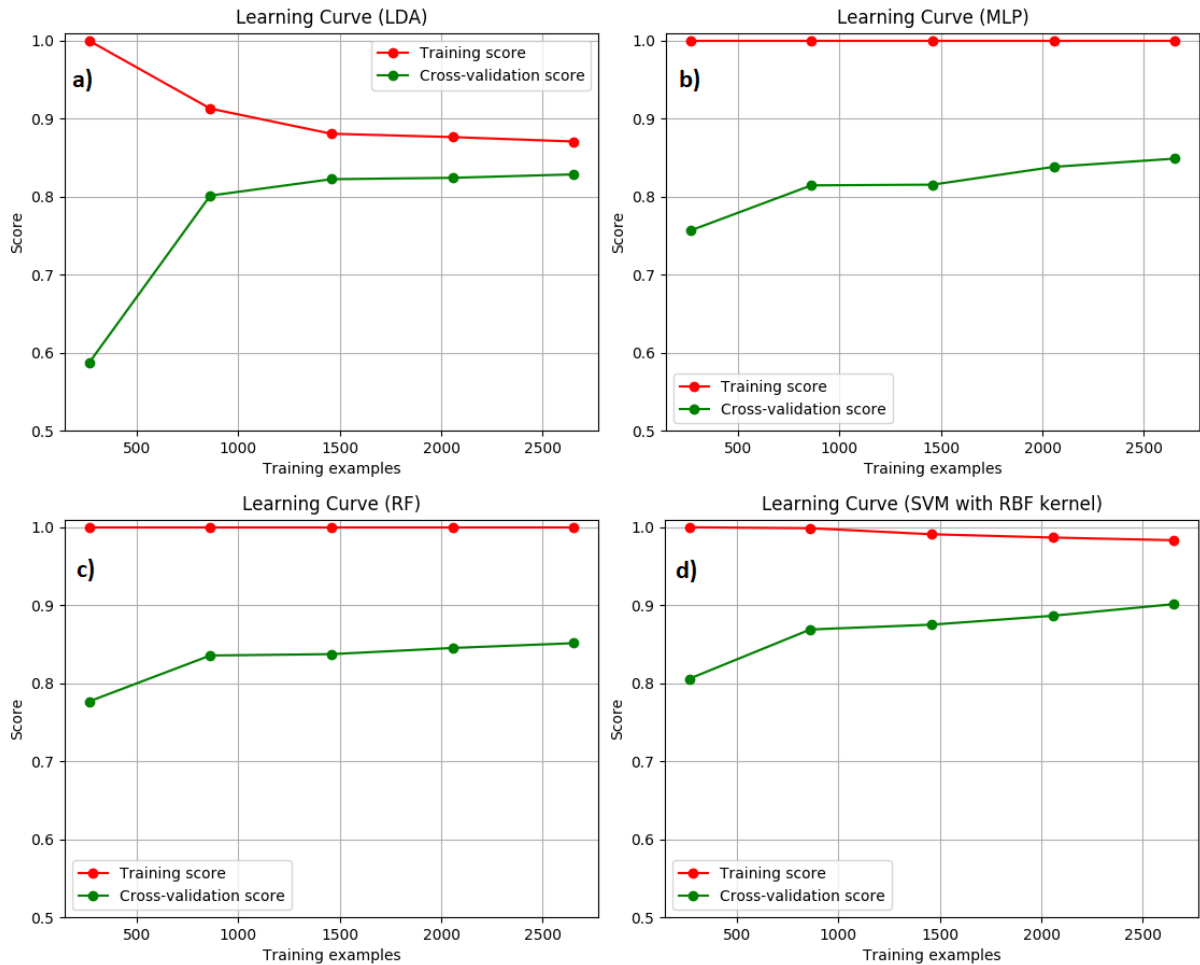 Learning Curve (LDA)
a)
Training score
Cross-validation score
1.0
0.9
0.8
0.7
0.6
0.5
Score
500 1000 1500 2000 2500
Training examples
Learning Curve (MLP)
b)
1.0
0.9
0.8
0.7
0.6
0.5
Score
Training score
Cross-validation score
500 1000 1500 2000 2500
Training examples
Learning Curve (RF)
c)
1.0
0.9
0.8
0.7
0.6
0.5
Score
Training score
Cross-validation score
500 1000 1500 2000 2500
Training examples
Learning Curve (SVM with RBF kernel)
d)
1.0
0.9
0.8
0.7
0.6
0.5
Score
Training score
Cross-validation score
500 1000 1500 2000 2500
Training examples